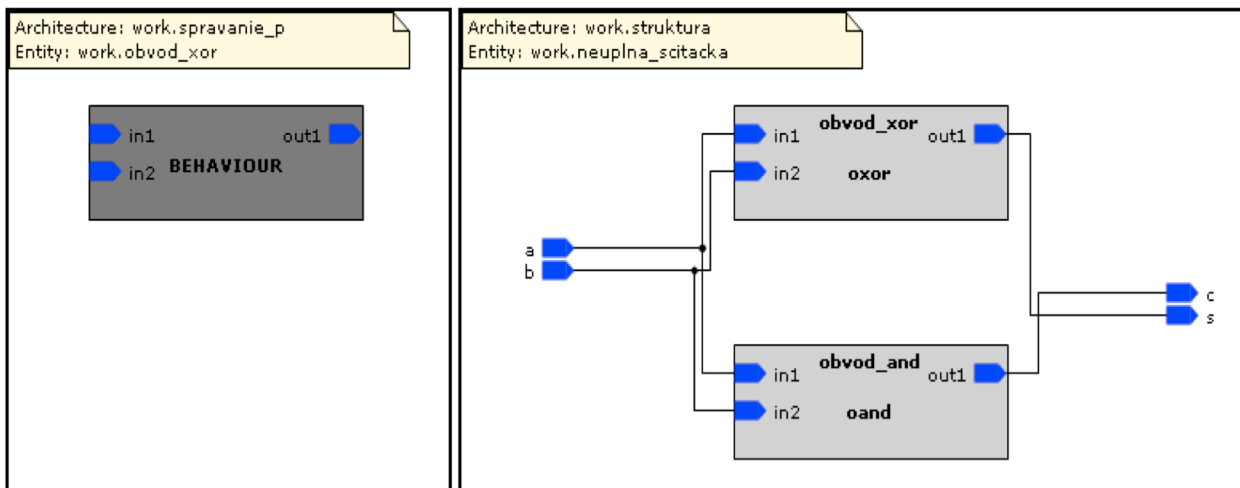 Architecture: work.spravanie_p
Entity: work.obvod_xor
in1
out1
in2
BEHAVIOUR
Architecture: work.struktura
Entity: work.neuplna_scitacka
obvod_xor
in1
out1
in2
oxor
a
b
c
s
obvod_and
in1
out1
in2
oand